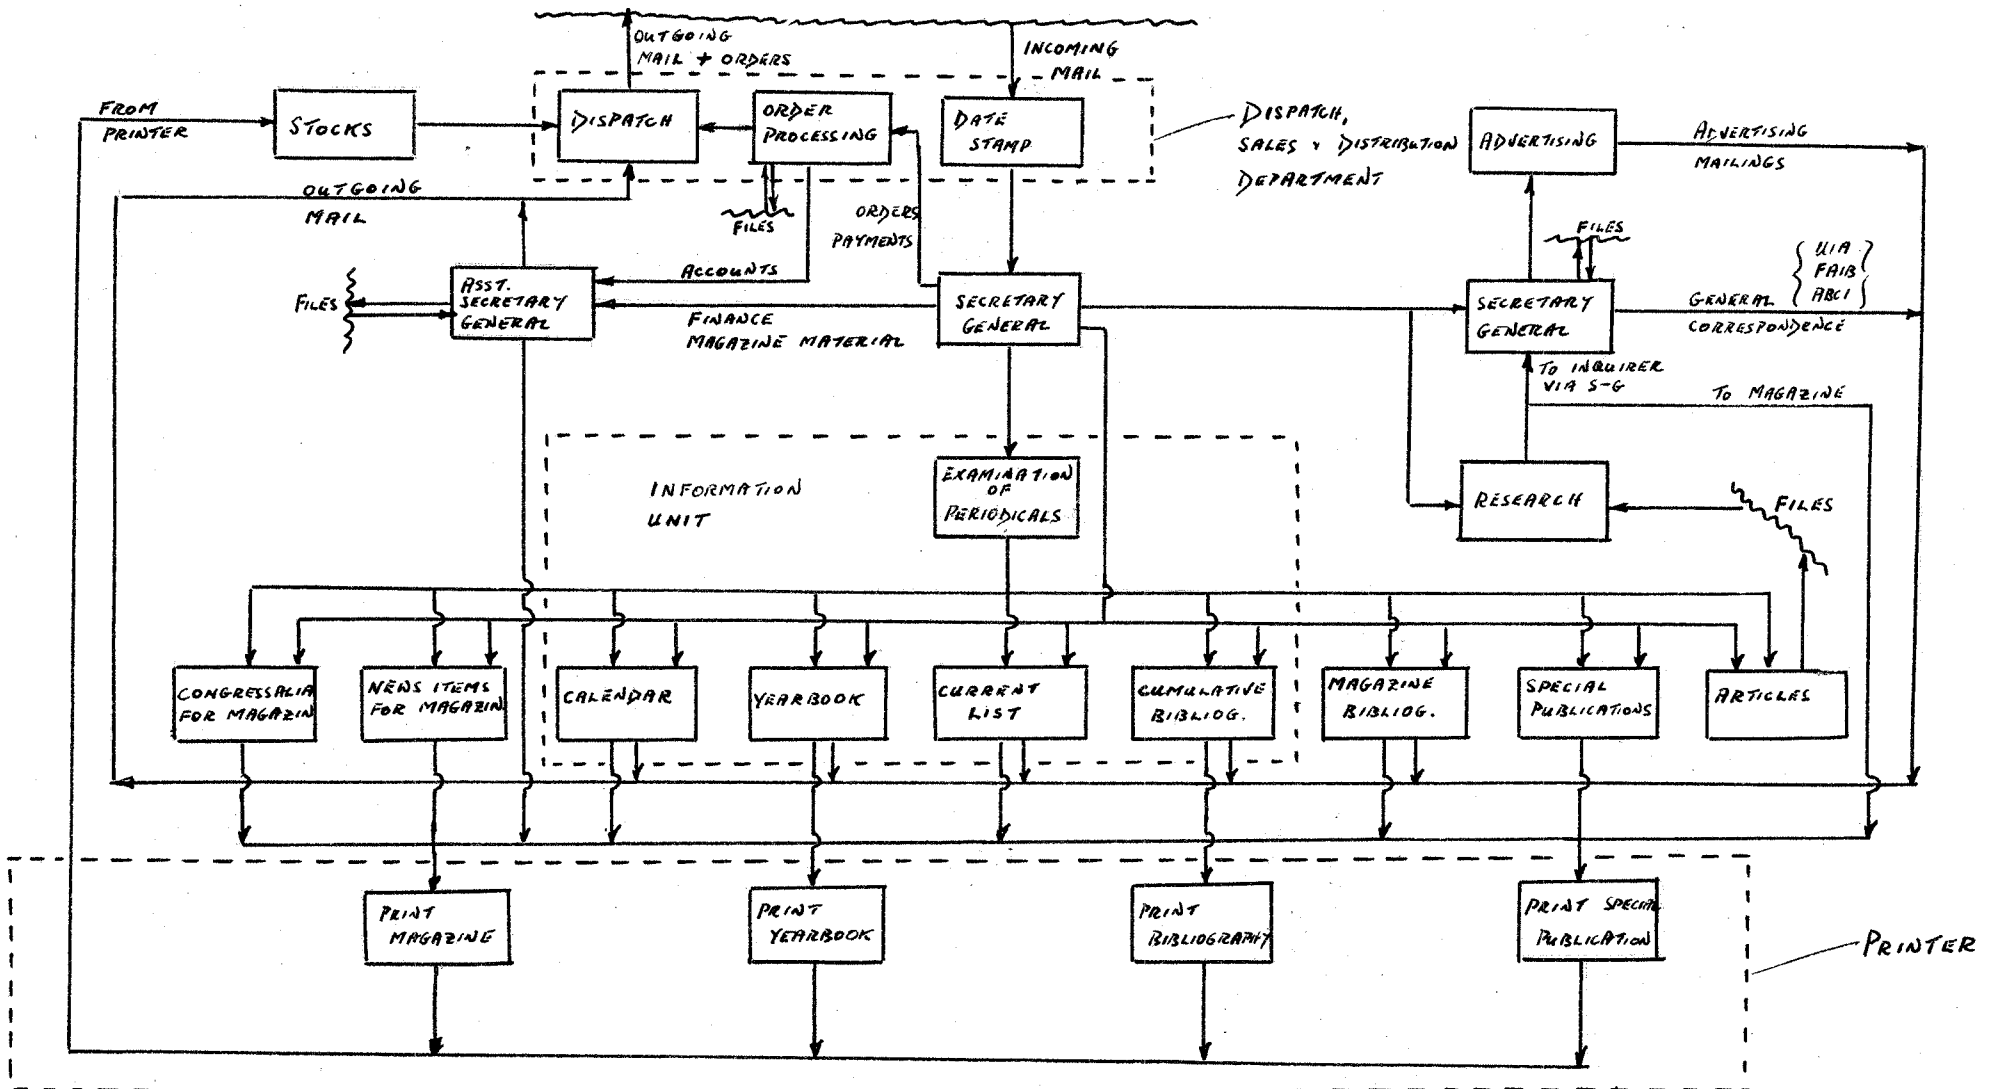 OUTGOING
MAIL + ORDERS
INCOMING
MAIL
FROM
PRINTER
STOCKS
DISPATCH
ORDER
PROCESSING
DATE
STAMP
DISPATCH,
SALES & DISTRIBUTION
DEPARTMENT
ADVERTISING
ADVERTISING
MAILINGS
OUTGOING
MAIL
FILES
ORDERS
PAYMENTS
FILES
UIA
FAIB
ABCI
FILES
ASST.
SECRETARY
GENERAL
ACCOUNTS
FINANCE
MAGAZINE MATERIAL
SECRETARY
GENERAL
SECRETARY
GENERAL
GENERAL
CORRESPONDENCE
TO INQUIRER
VIA S-G
TO MAGAZINE
INFORMATION
UNIT
EXAMINATION
OF
PERIODICALS
RESEARCH
FILES
CONGRESSALIA
FOR MAGAZIN
NEWS ITEMS
FOR MAGAZIN
CALENDAR
YEARBOOK
CURRENT
LIST
CUMULATIVE
BIBLIOG.
MAGAZINE
BIBLIOG.
SPECIAL
PUBLICATIONS
ARTICLES
PRINT
MAGAZINE
PRINT
YEARBOOK
PRINT
BIBLIOGRAPHY
PRINT SPECIAL
PUBLICATION
PRINTER